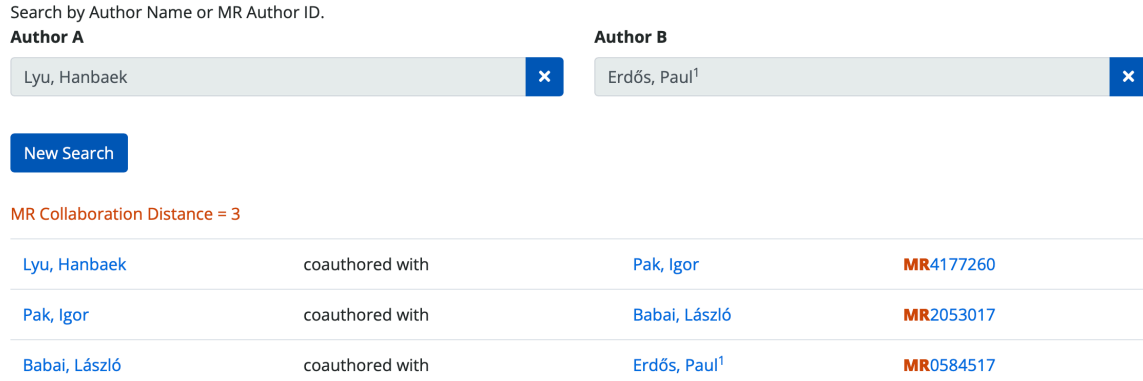 Search by Author Name or MR Author ID.
Author A Author B
Lyu, Hanbaek Erdős, Paul¹
New Search
MR Collaboration Distance = 3
Lyu, Hanbaek coauthored with Pak, Igor MR4177260
Pak, Igor coauthored with Babai, László MR2053017
Babai, László coauthored with Erdős, Paul¹ MR0584517